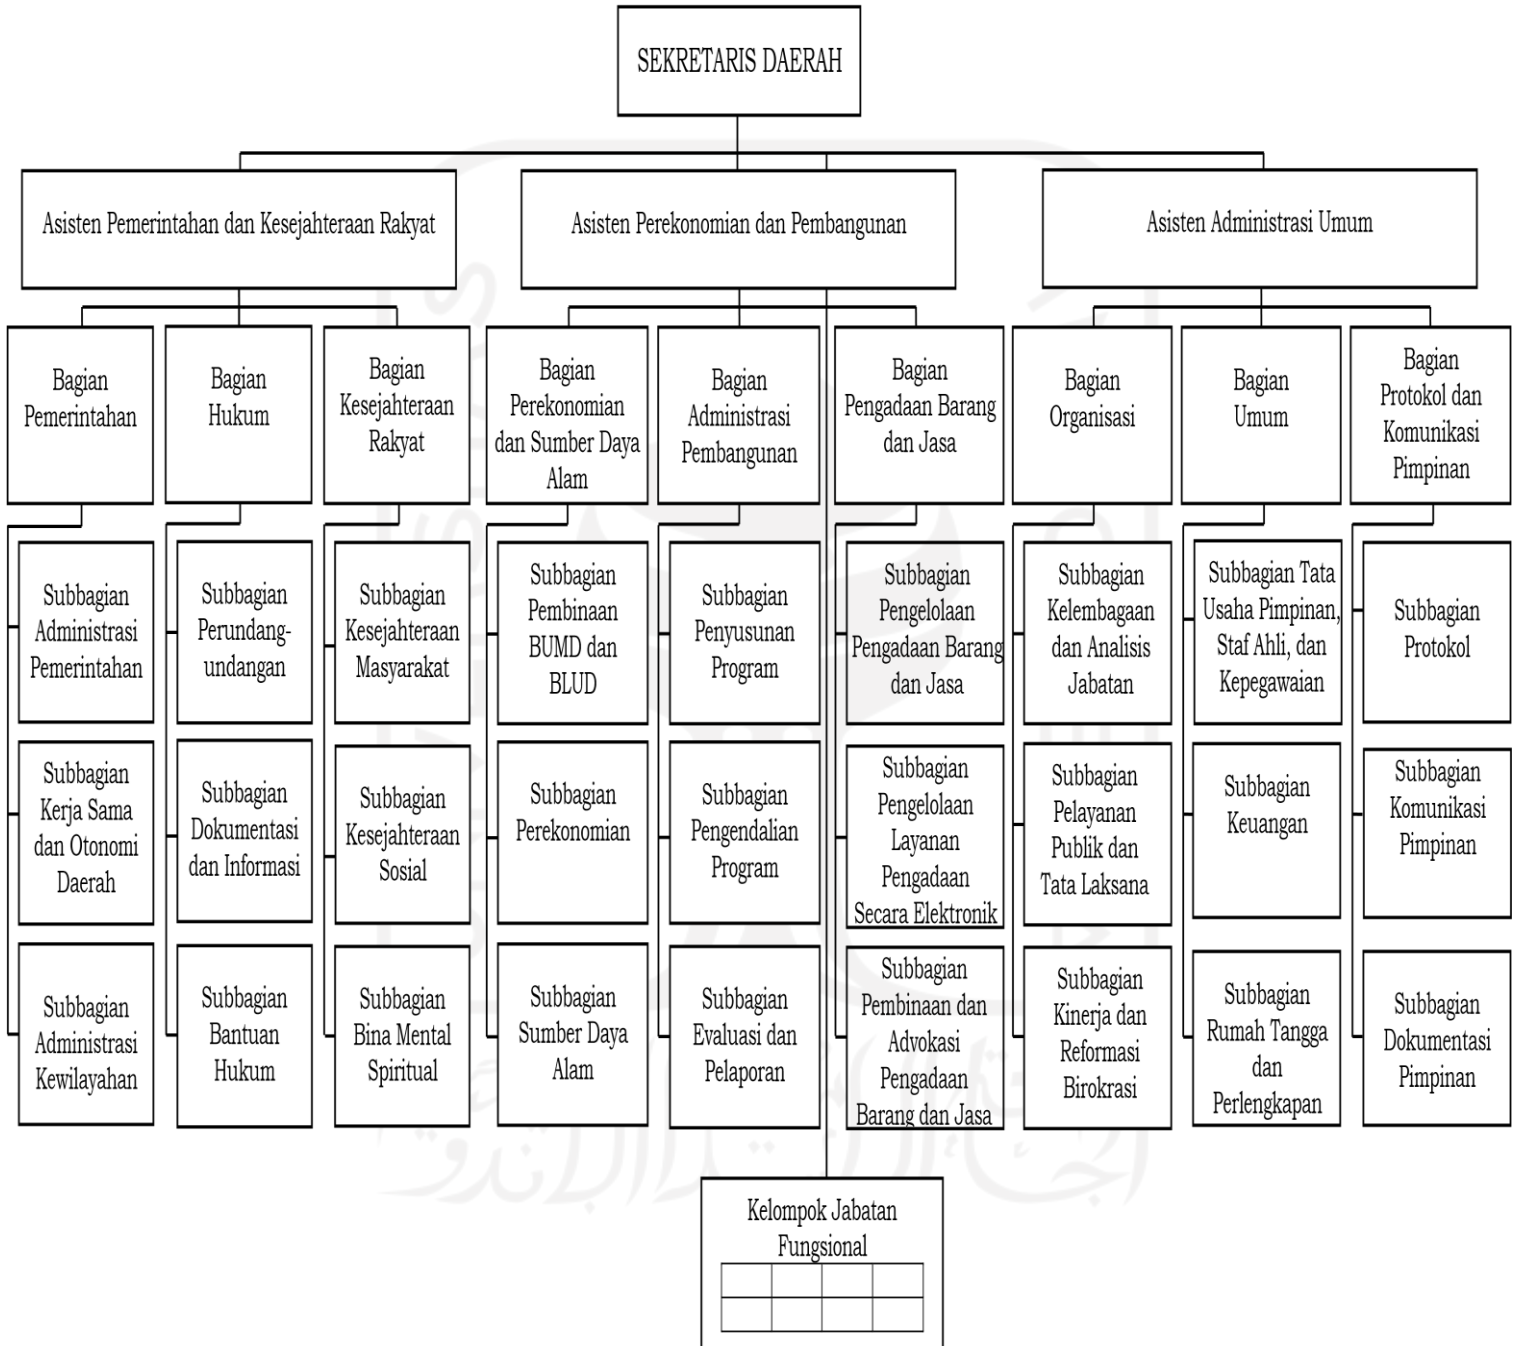 SEKRETARIS DAERAH
Asisten Pemerintahan dan Kesejahteraan Rakyat
Asisten Perekonomian dan Pembangunan
Asisten Administrasi Umum
Bagian
Pemerintahan
Bagian
Hukum
Bagian
Kesejahteraan
Rakyat
Bagian
Perekonomian
dan Sumber Daya
Alam
Bagian
Administrasi
Pembangunan
Bagian
Pengadaan Barang
dan Jasa
Bagian
Organisasi
Bagian
Umum
Bagian
Protokol dan
Komunikasi
Pimpinan
Subbagian
Administrasi
Pemerintahan
Subbagian
Perundang-
undangan
Subbagian
Kesejahteraan
Masyarakat
Subbagian
Pembinaan
BUMD dan
BLUD
Subbagian
Penyusunan
Program
Subbagian
Pengelolaan
Pengadaan Barang
dan Jasa
Subbagian
Kelembagaan
dan Analisis
Jabatan
Subbagian Tata
Usaha Pimpinan,
Staf Ahli, dan
Kepegawaian
Subbagian
Protokol
Subbagian
Kerja Sama
dan Otonomi
Daerah
Subbagian
Dokumentasi
dan Informasi
Subbagian
Kesejahteraan
Sosial
Subbagian
Perekonomian
Subbagian
Pengendalian
Program
Subbagian
Pengelolaan
Layanan
Pengadaan
Secara Elektronik
Subbagian
Pelayanan
Publik dan
Tata Laksana
Subbagian
Keuangan
Subbagian
Komunikasi
Pimpinan
Subbagian
Administrasi
Kewilayahan
Subbagian
Bantuan
Hukum
Subbagian
Bina Mental
Spiritual
Subbagian
Sumber Daya
Alam
Subbagian
Evaluasi dan
Pelaporan
Subbagian
Pembinaan dan
Advokasi
Pengadaan
Barang dan Jasa
Subbagian
Kinerja dan
Reformasi
Birokrasi
Subbagian
Rumah Tangga
dan
Perlengkapan
Subbagian
Dokumentasi
Pimpinan
Kelompok Jabatan
Fungsional